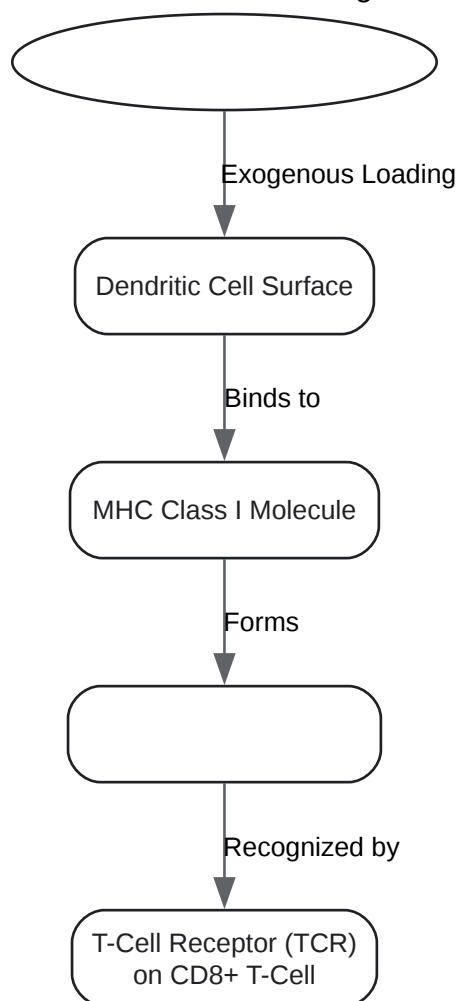 Exogenous Loading
Dendritic Cell Surface
Binds to
MHC Class I Molecule
Forms
Recognized by
T-Cell Receptor (TCR)
on CD8+ T-Cell